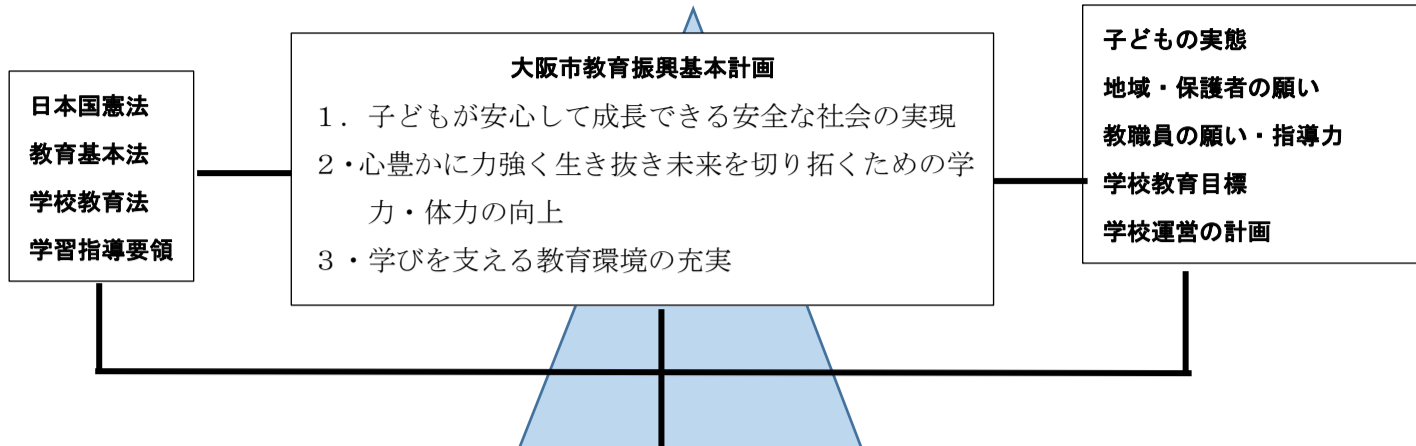 日本国憲法
教育基本法
学校教育法
学習指導要領
大阪市教育振興基本計画
１．子どもが安心して成長できる安全な社会の実現
２・心豊かに力強く生き抜き未来を切り拓くための学
力・体力の向上
３・学びを支える教育環境の充実
子どもの実態
地域・保護者の願い
教職員の願い・指導力
学校教育目標
学校運営の計画